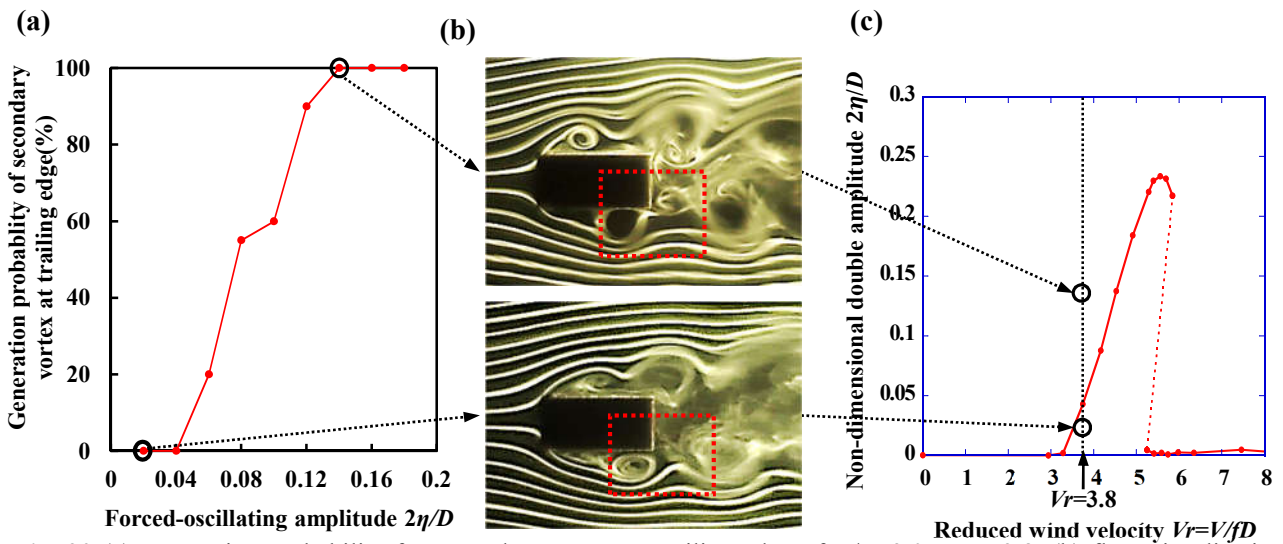 (a)
Generation probablity of secondary
vortex at trailing edge(%)
100
80
60
40
20
0
0
0.04
0.08
0.12
0.16
0.2
Forced-oscillating amplitude 2η/D
(b)
(c)
Non-dimensional double amplitude 2η/D
0.3
0.25
0.2
0.15
0.1
0.05
0
0 1 2 3 4 5 6 7 8
Vr=3.8
Reduced wind velocity Vr=V/fD